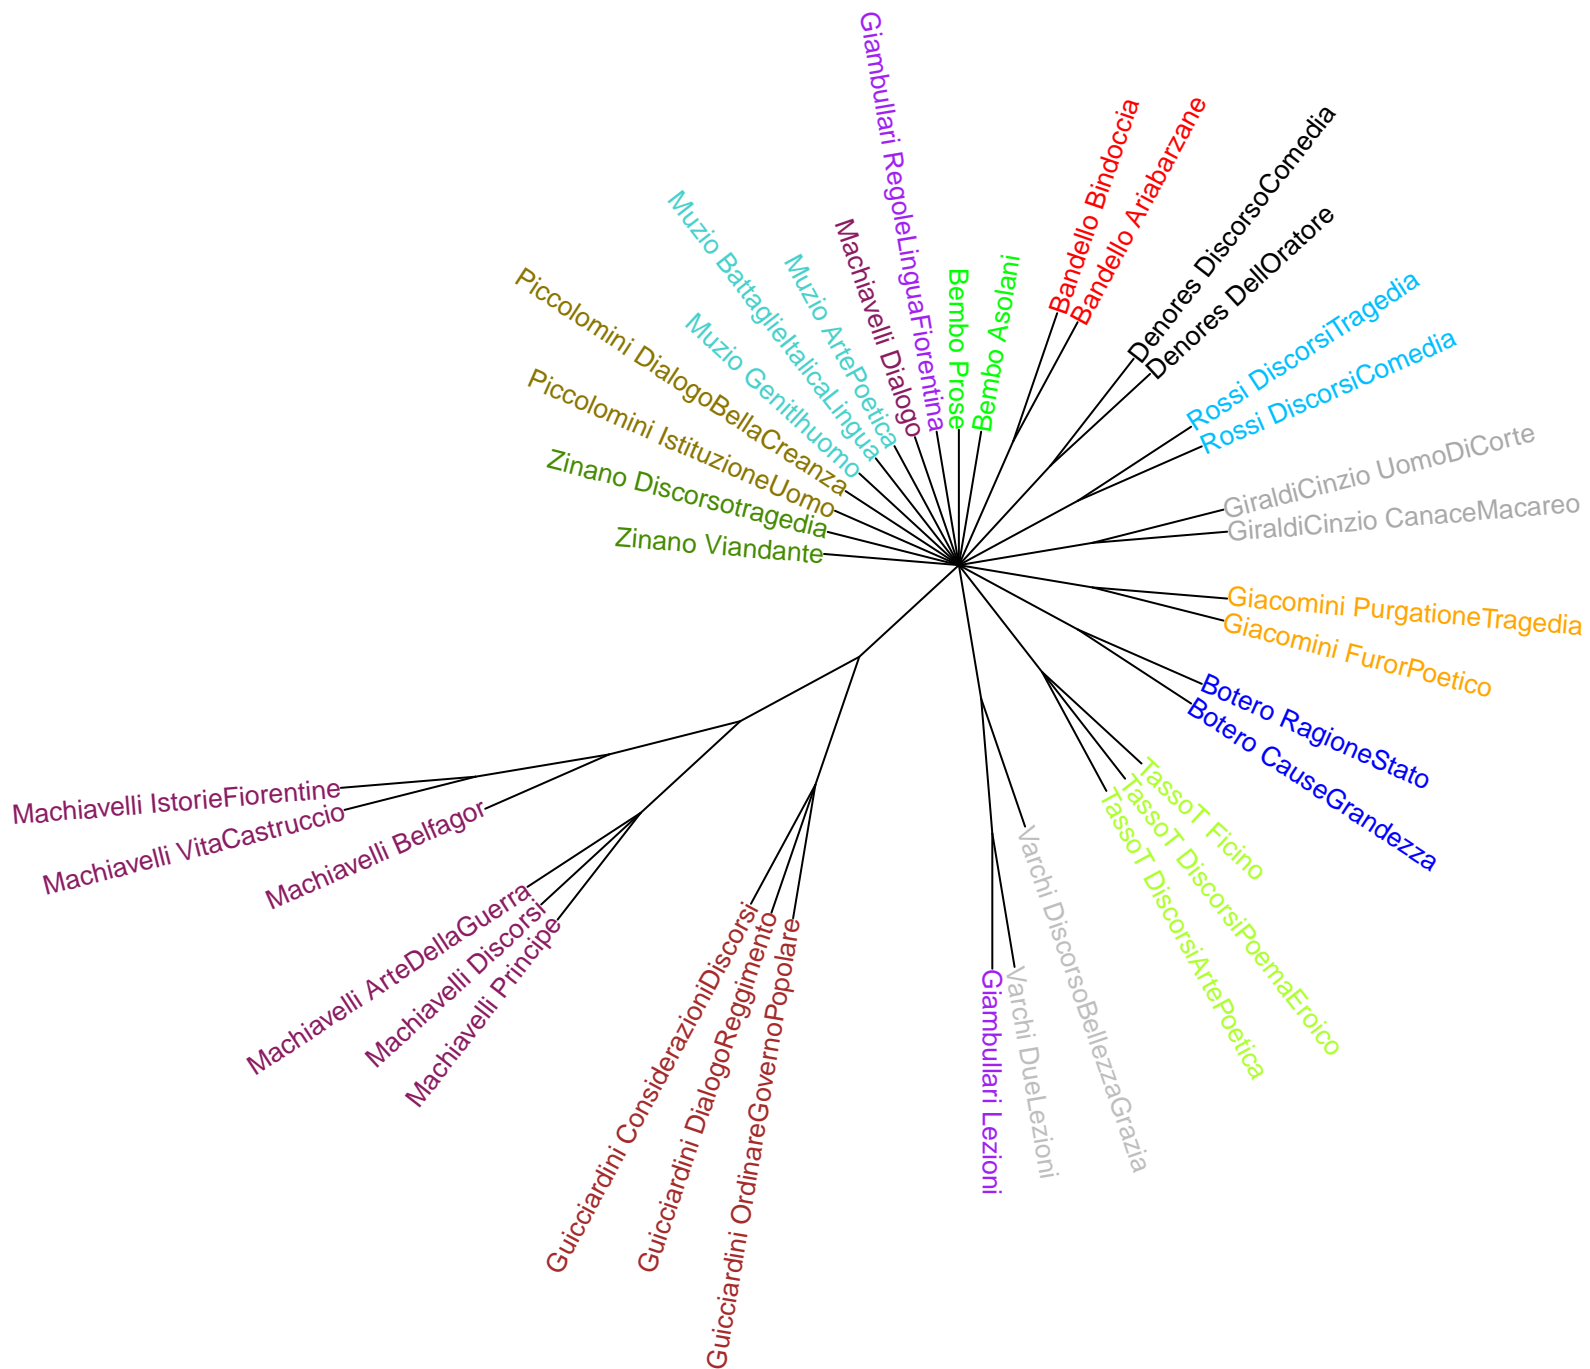 Giambullari RegoleLinguaFiorentina
Bembo Prose
Bembo Asolani
Bandello Bindoccia
Bandello Ariabarzane
Denores DiscorsoComedia
Denores DellOratore
Rossi DiscorsiTragedia
Rossi DiscorsiComedia
GiraldiCinzio UomoDiCorte
GiraldiCinzio CanaceMacareo
Giacomini PurgationeTragedia
Giacomini FurorPoetico
Botero RagioneStato
Botero CauseGrandezza
TassoT Ficino
TassoT DiscorsiPoemaEroico
TassoT DiscorsiArtePoetica
Varchi DiscorsoBellezzaGrazia
Varchi DueLezioni
Giambullari Lezioni
Guicciardini OrdinareGovernoPopolare
Guicciardini DialogoReggimento
Guicciardini ConsiderazioniDiscorsi
Machiavelli Principe
Machiavelli Discorsi
Machiavelli ArteDellaGuerra
Machiavelli Belfagor
Machiavelli VitaCastruccio
Machiavelli IstorieFiorentine
Zinano Viandante
Zinano Discorsotragedia
Piccolomini IstituzioneUomo
Piccolomini DialogoBellaCreanza
Muzio Genitlhuomo
Muzio BattaglieItalicaLingua
Muzio ArtePoetica
Machiavelli Dialogo